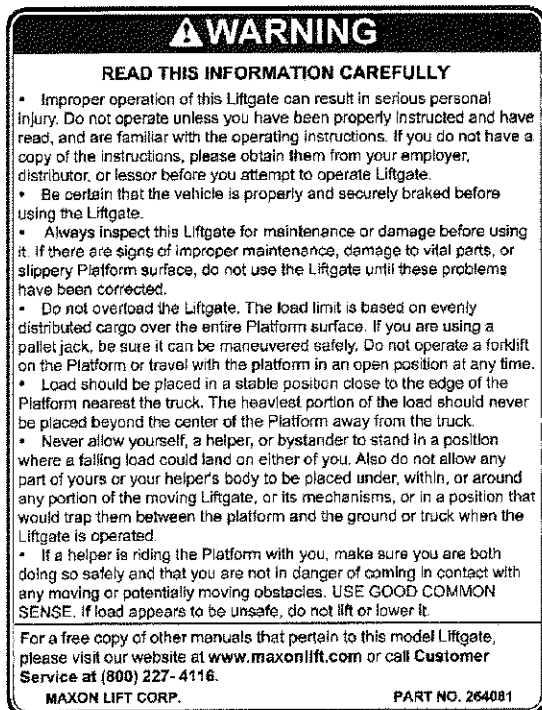 WARNING
READ THIS INFORMATION CAREFULLY
• Improper operation of this Liftgate can result in serious personal
injury. Do not operate unless you have been properly instructed and have
read, and are familiar with the operating instructions. If you do not have a
copy of the instructions, please obtain them from your employer,
distributor, or lessor before you attempt to operate Liftgate.
• Be certain that the vehicle is properly and securely braked before
using the Liftgate.
• Always inspect this Liftgate for maintenance or damage before using
it. If there are signs of improper maintenance, damage to vital parts, or
slippery Platform surface, do not use the Liftgate until these problems
have been corrected.
• Do not overload the Liftgate. The load limit is based on evenly
distributed cargo over the entire Platform surface. If you are using a
pallet jack, be sure it can be maneuvered safely. Do not operate a forklift
on the Platform or travel with the platform in an open position at any time.
• Load should be placed in a stable position close to the edge of the
Platform nearest the truck. The heaviest portion of the load should never
be placed beyond the center of the Platform away from the truck.
• Never allow yourself, a helper, or bystander to stand in a position
where a falling load could land on either of you. Also do not allow any
part of yours or your helper's body to be placed under, within, or around
any portion of the moving Liftgate, or its mechanisms, or in a position that
would trap them between the platform and the ground or truck when the
Liftgate is operated.
• If a helper is riding the Platform with you, make sure you are both
doing so safely and that you are not in danger of coming in contact with
any moving or potentially moving obstacles. USE GOOD COMMON
SENSE. If load appears to be unsafe, do not lift or lower it.
For a free copy of other manuals that pertain to this model Liftgate,
please visit our website at www.maxonlift.com or call Customer
Service at (800) 227-4116.
MAXON LIFT CORP. PART NO. 264081